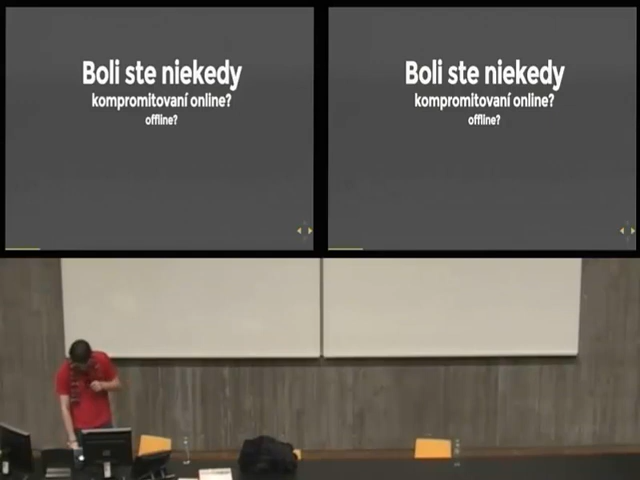 Boli ste niekedy
kompromitovaní online?
offline?
Boli ste niekedy
kompromitovaní online?
offline?